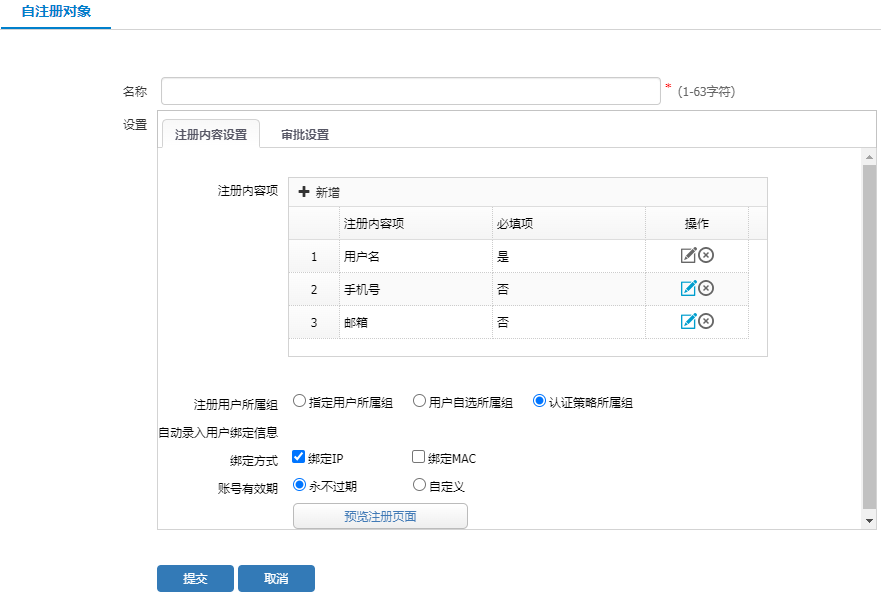 自注册对象
名称 * (1-63字符)
设置
注册内容设置 审批设置
注册内容项
新增
注册内容项 必填项 操作
1 用户名 是
2 手机号 否
3 邮箱 否
注册用户所属组 指定用户所属组 用户自选所属组 认证策略所属组
自动录入用户绑定信息
绑定方式 绑定IP 绑定MAC
账号有效期 永不过期 自定义
预览注册页面
提交 取消